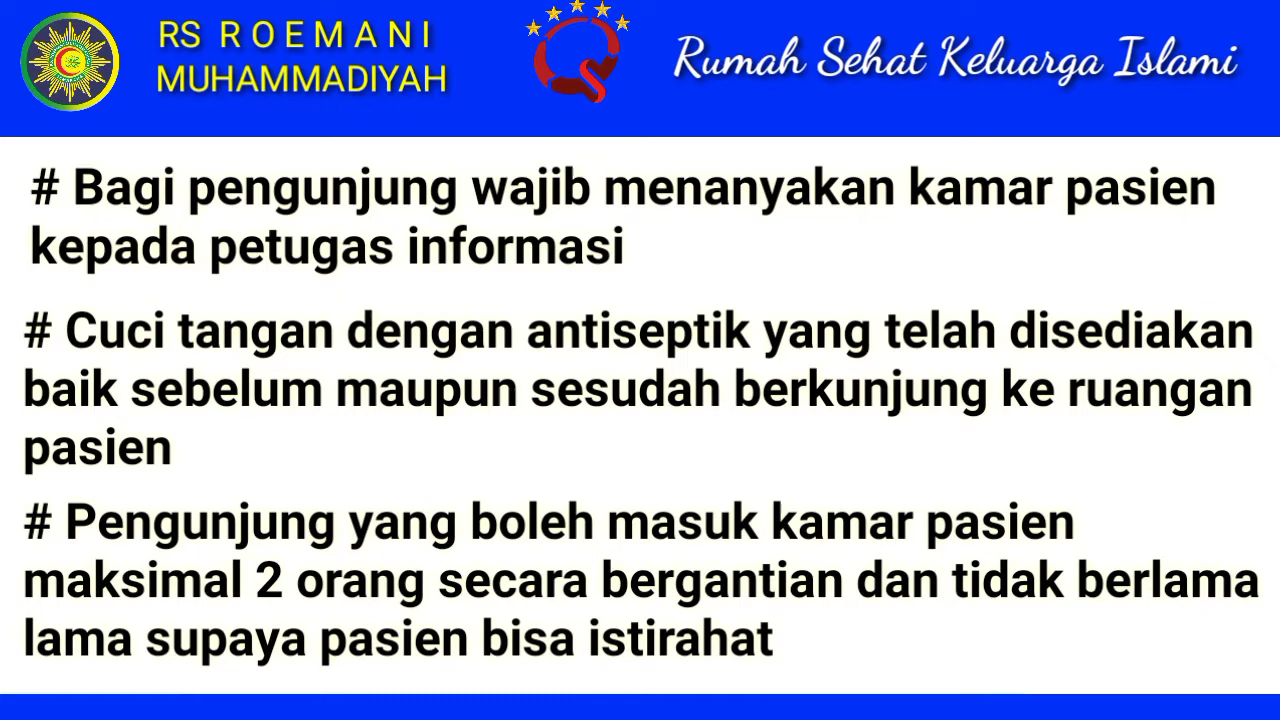 RS R O E M A N I
MUHAMMADIYAH
Rumah Sehat Keluarga Islami
# Bagi pengunjung wajib menanyakan kamar pasien
kepada petugas informasi
# Cuci tangan dengan antiseptik yang telah disediakan
baik sebelum maupun sesudah berkunjung ke ruangan
pasien
# Pengunjung yang boleh masuk kamar pasien
maksimal 2 orang secara bergantian dan tidak berlama
lama supaya pasien bisa istirahat